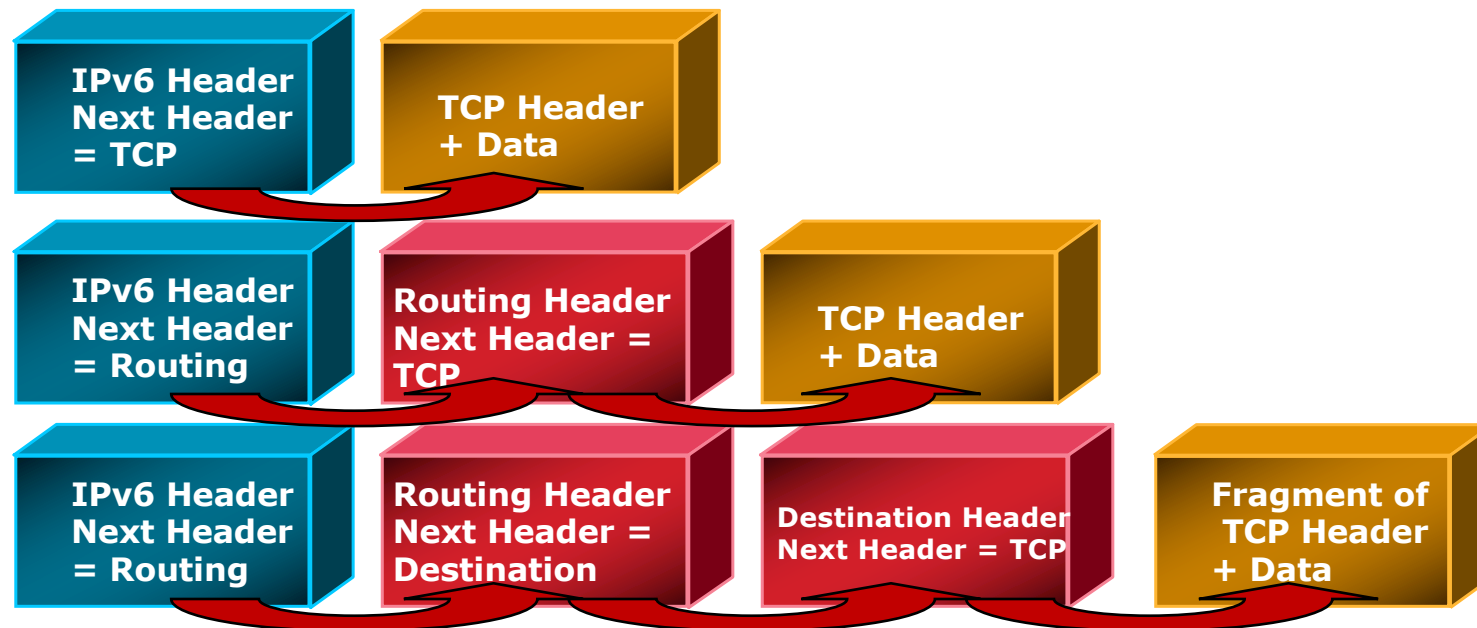 IPv6 Header
Next Header
= TCP
TCP Header
+ Data
IPv6 Header
Next Header
= Routing
Routing Header
Next Header =
TCP
TCP Header
+ Data
IPv6 Header
Next Header
= Routing
Routing Header
Next Header =
Destination
Destination Header
Next Header = TCP
Fragment of
TCP Header
+ Data